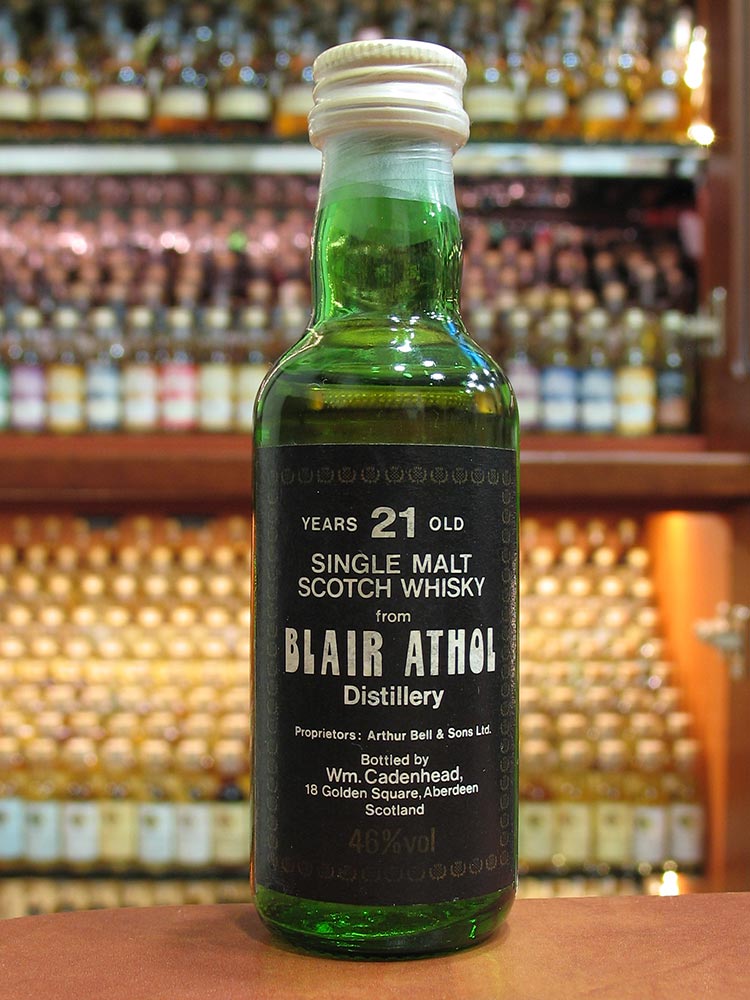 YEARS 21 OLD
SINGLE MALT
SCOTCH WHISKY
from
BLAIR ATHOL
Distillery
Proprietors: Arthur Bell & Sons Ltd.
Bottled by
Wm. Cadenhead,
18 Golden Square, Aberdeen
Scotland
46%vol